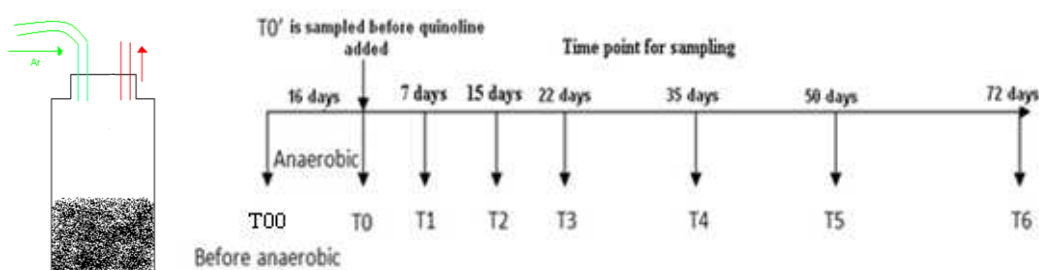 Ar
T0' is sampled before quinoline
added
Time point for sampling
16 days
7 days
15 days
22 days
35 days
50 days
72 days
Anaerobic
T00
T0
T1
T2
T3
T4
T5
T6
Before anaerobic